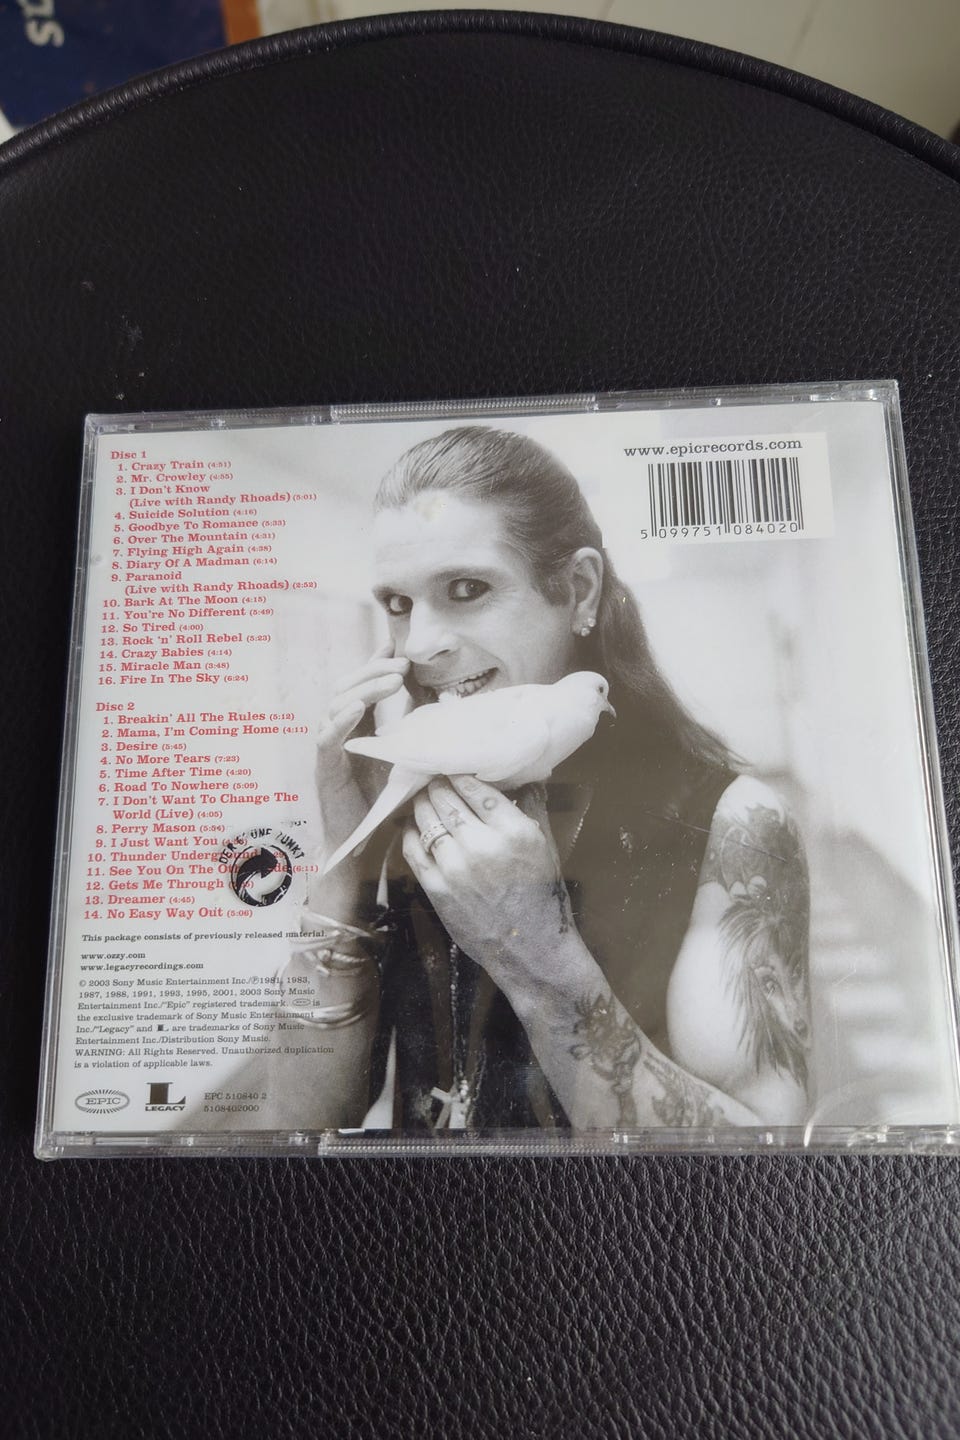 www.epicrecords.com
5 099751 084020
Disc 1
1. Crazy Train (4:51)
2. Mr. Crowley (4:55)
3. I Don't Know
(Live with Randy Rhoads) (5:01)
4. Suicide Solution (4:16)
5. Goodbye To Romance (5:33)
6. Over The Mountain (4:31)
7. Flying High Again (4:38)
8. Diary Of A Madman (6:14)
9. Paranoid
(Live with Randy Rhoads) (2:52)
10. Bark At The Moon (4:15)
11. You're No Different (5:49)
12. So Tired (4:00)
13. Rock 'n' Roll Rebel (5:23)
14. Crazy Babies (4:14)
15. Miracle Man (3:48)
16. Fire In The Sky (6:24)
Disc 2
1. Breakin' All The Rules (5:12)
2. Mama, I'm Coming Home (4:11)
3. Desire (5:45)
4. No More Tears (7:23)
5. Time After Time (4:20)
6. Road To Nowhere (5:09)
7. I Don't Want To Change The
World (Live) (4:05)
8. Perry Mason (5:54)
9. I Just Want You
10. Thunder Underground
11. See You On The Other Side (6:11)
12. Gets Me Through
13. Dreamer (4:45)
14. No Easy Way Out (5:06)
DER GRÜNE PUNKT
This package consists of previously released material.
www.ozzy.com
www.legacyrecordings.com
© 2003 Sony Music Entertainment Inc./℗ 1981, 1983,
1987, 1988, 1991, 1993, 1995, 2001, 2003 Sony Music
Entertainment Inc./"Epic" registered trademark. EPIC is
the exclusive trademark of Sony Music Entertainment
Inc./"Legacy" and L are trademarks of Sony Music
Entertainment Inc./Distribution Sony Music.
WARNING: All Rights Reserved. Unauthorized duplication
is a violation of applicable laws.
EPIC
L LEGACY
EPC 510840 2
5108402000